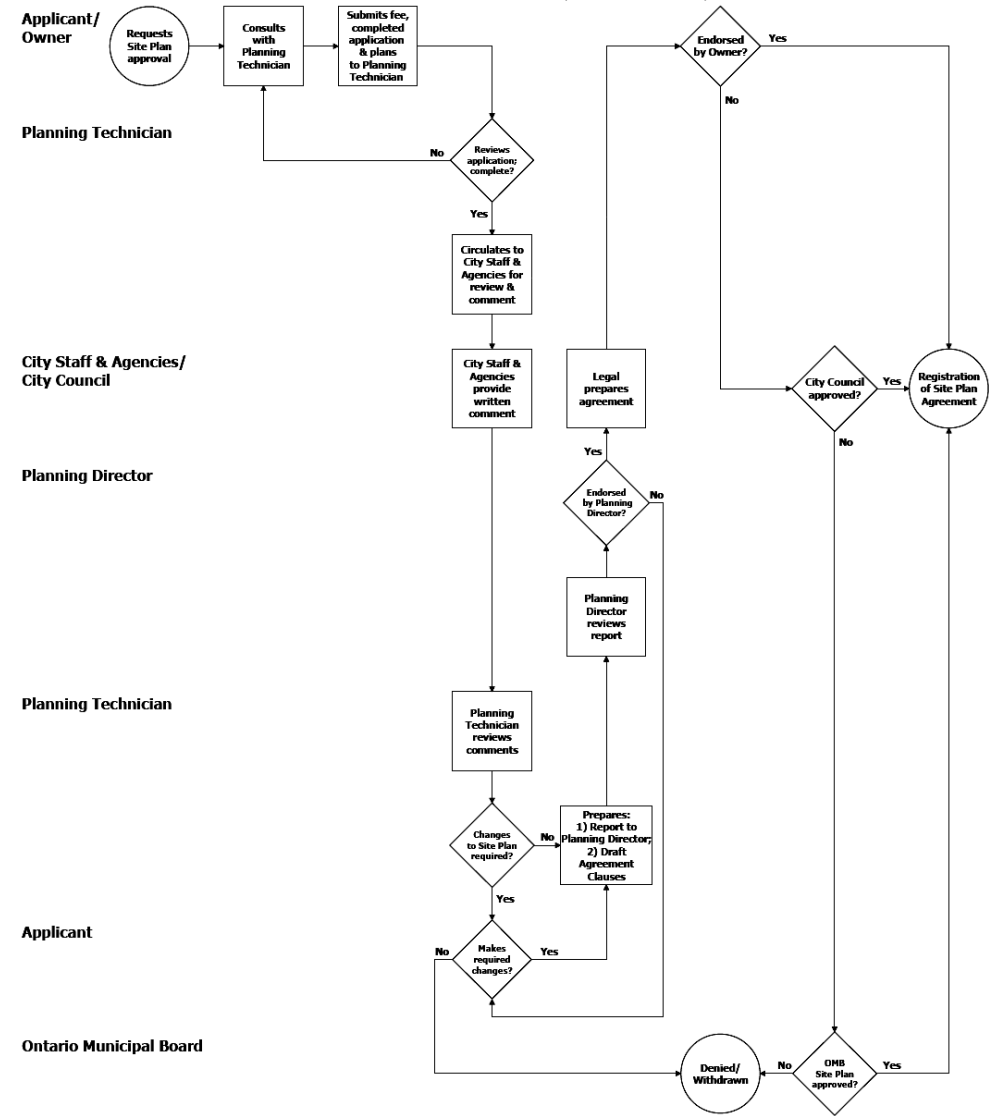 Applicant/
Owner
Requests
Site Plan
approval
Consults
with
Planning
Technician
Submits fee,
completed
application
& plans
to Planning
Technician
Endorsed
by Owner?
Yes
No
Planning Technician
No
Reviews
application;
complete?
Yes
Circulates to
City Staff &
Agencies for
review &
comment
City Staff & Agencies/
City Council
City Staff &
Agencies
provide
written
comment
Legal
prepares
agreement
City Council
approved?
Yes
No
Registration
of Site Plan
Agreement
Planning Director
Yes
Endorsed
by Planning
Director?
No
Planning
Director
reviews
report
Planning Technician
Planning
Technician
reviews
comments
Changes
to Site Plan
required?
No
Yes
Prepares:
1) Report to
Planning Director;
2) Draft
Agreement
Clauses
Applicant
No
Makes
required
changes?
Yes
Ontario Municipal Board
Denied/
Withdrawn
No
OMB
Site Plan
approved?
Yes